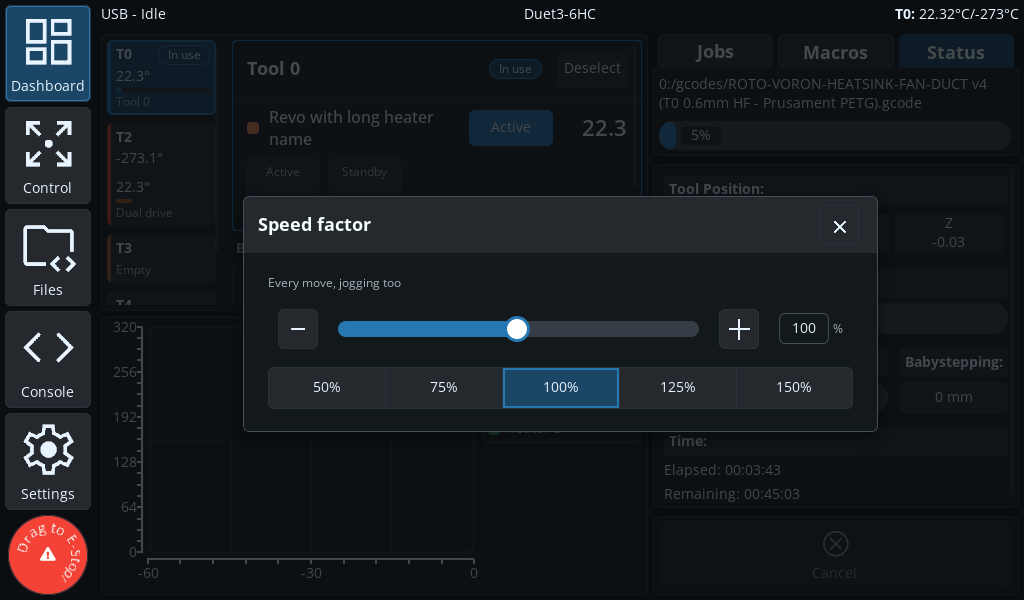 USB - Idle
Duet3-6HC
T0: 22.32°C/-273°C
Dashboard
Control
Files
Console
Settings
Drag to E-Stop!
T0
In use
22.3°
Tool 0
T2
-273.1°
22.3°
Dual drive
T3
Empty
T4
Tool 0
In use
Deselect
Revo with long heater
name
Active
22.3
Active
Standby
Jobs
Macros
Status
0:/gcodes/ROTO-VORON-HEATSINK-FAN-DUCT v4
(T0 0.6mm HF - Prusament PETG).gcode
5%
Tool Position:
Z
-0.03
Speed factor
Every move, jogging too
100
%
50%
75%
100%
125%
150%
Babystepping:
0 mm
Time:
Elapsed: 00:03:43
Remaining: 00:45:03
Cancel
320
256
192
128
64
0
-60
-30
0